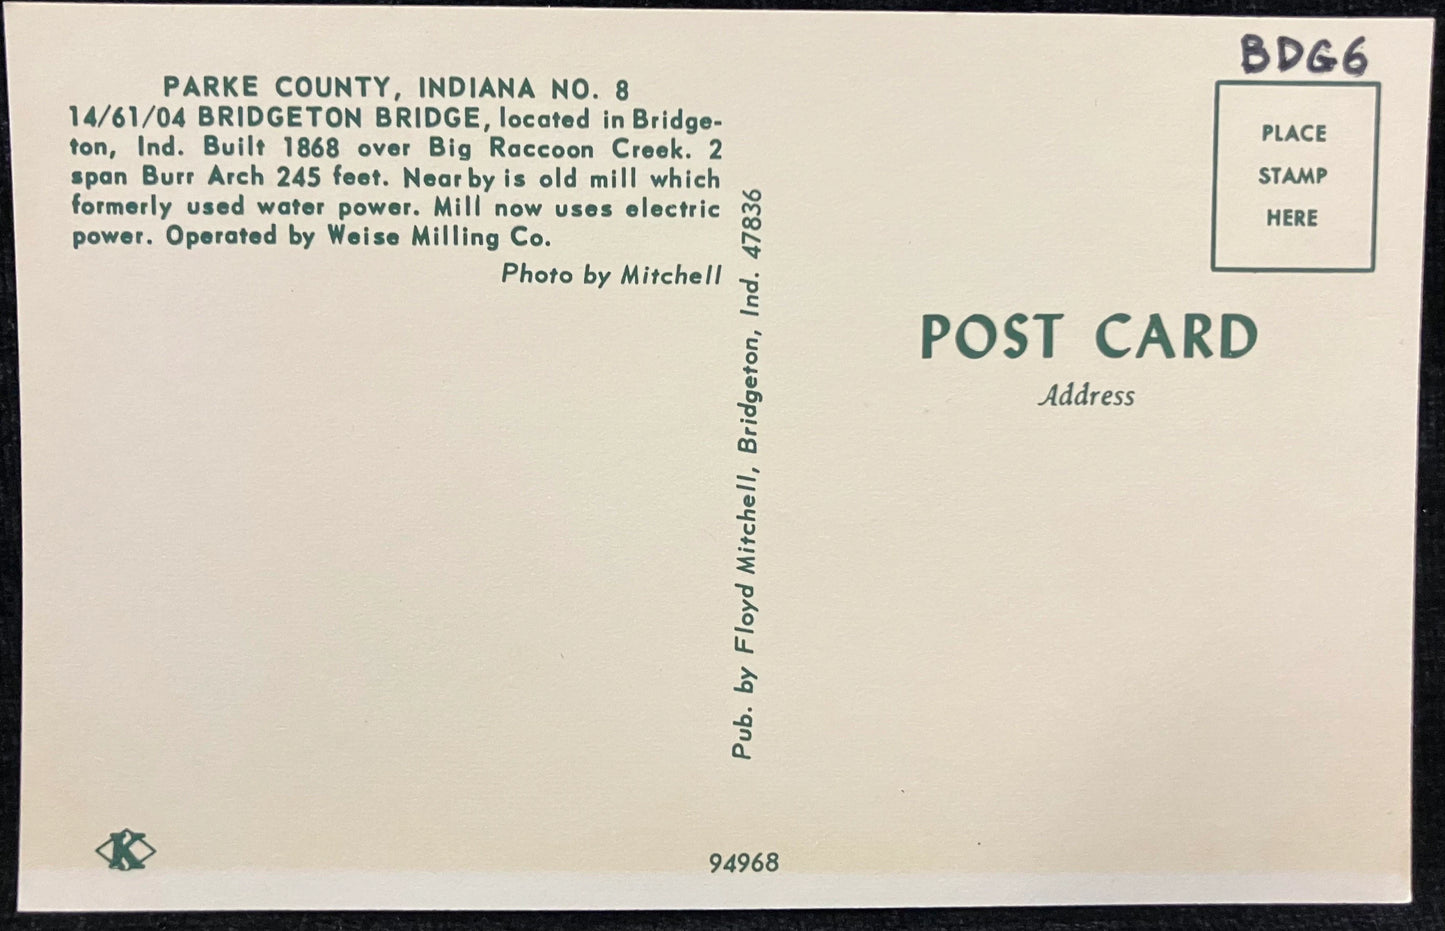 PARKE COUNTY, INDIANA NO. 8
14/61/04 BRIDGETON BRIDGE, located in Bridge-
ton, Ind. Built 1868 over Big Raccoon Creek. 2
span Burr Arch 245 feet. Nearby is old mill which
formerly used water power. Mill now uses electric
power. Operated by Weise Milling Co.
Photo by Mitchell
Pub. by Floyd Mitchell, Bridgeton, Ind. 47836
BDG6
PLACE
STAMP
HERE
POST CARD
Address
K
94968